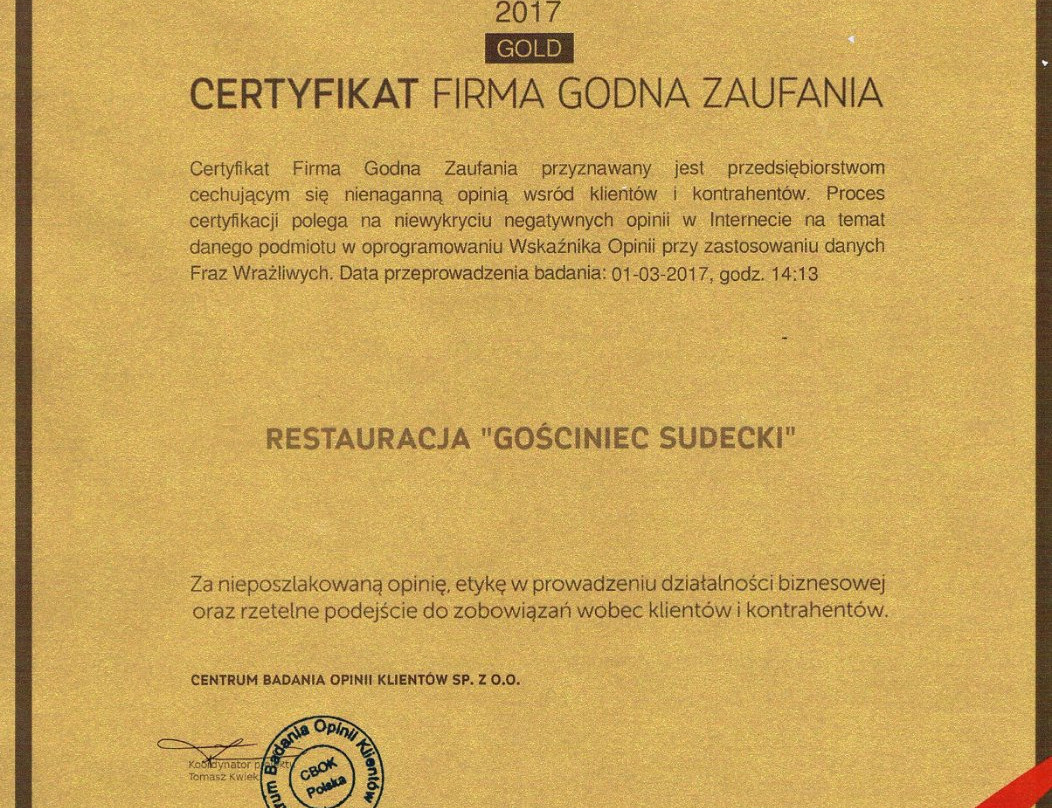 2017
GOLD
CERTYFIKAT FIRMA GODNA ZAUFANIA
Certyfikat Firma Godna Zaufania przyznawany jest przedsiębiorstwom
cechującym się nienaganną opinią wsród klientów i kontrahentów. Proces
certyfikacji polega na niewykryciu negatywnych opinii w Internecie na temat
danego podmiotu w oprogramowaniu Wskaźnika Opinii przy zastosowaniu danych
Fraz Wrażliwych. Data przeprowadzenia badania: 01-03-2017, godz. 14:13
RESTAURACJA "GOŚCINIEC SUDECKI"
Za nieposzlakowaną opinię, etykę w prowadzeniu działalności biznesowej
oraz rzetelne podejście do zobowiązań wobec klientów i kontrahentów.
CENTRUM BADANIA OPINII KLIENTÓW SP. Z O.O.
Koordynator projektu
Tomasz Kwiek
Badania Opinii Klientów
CBOK
Polska